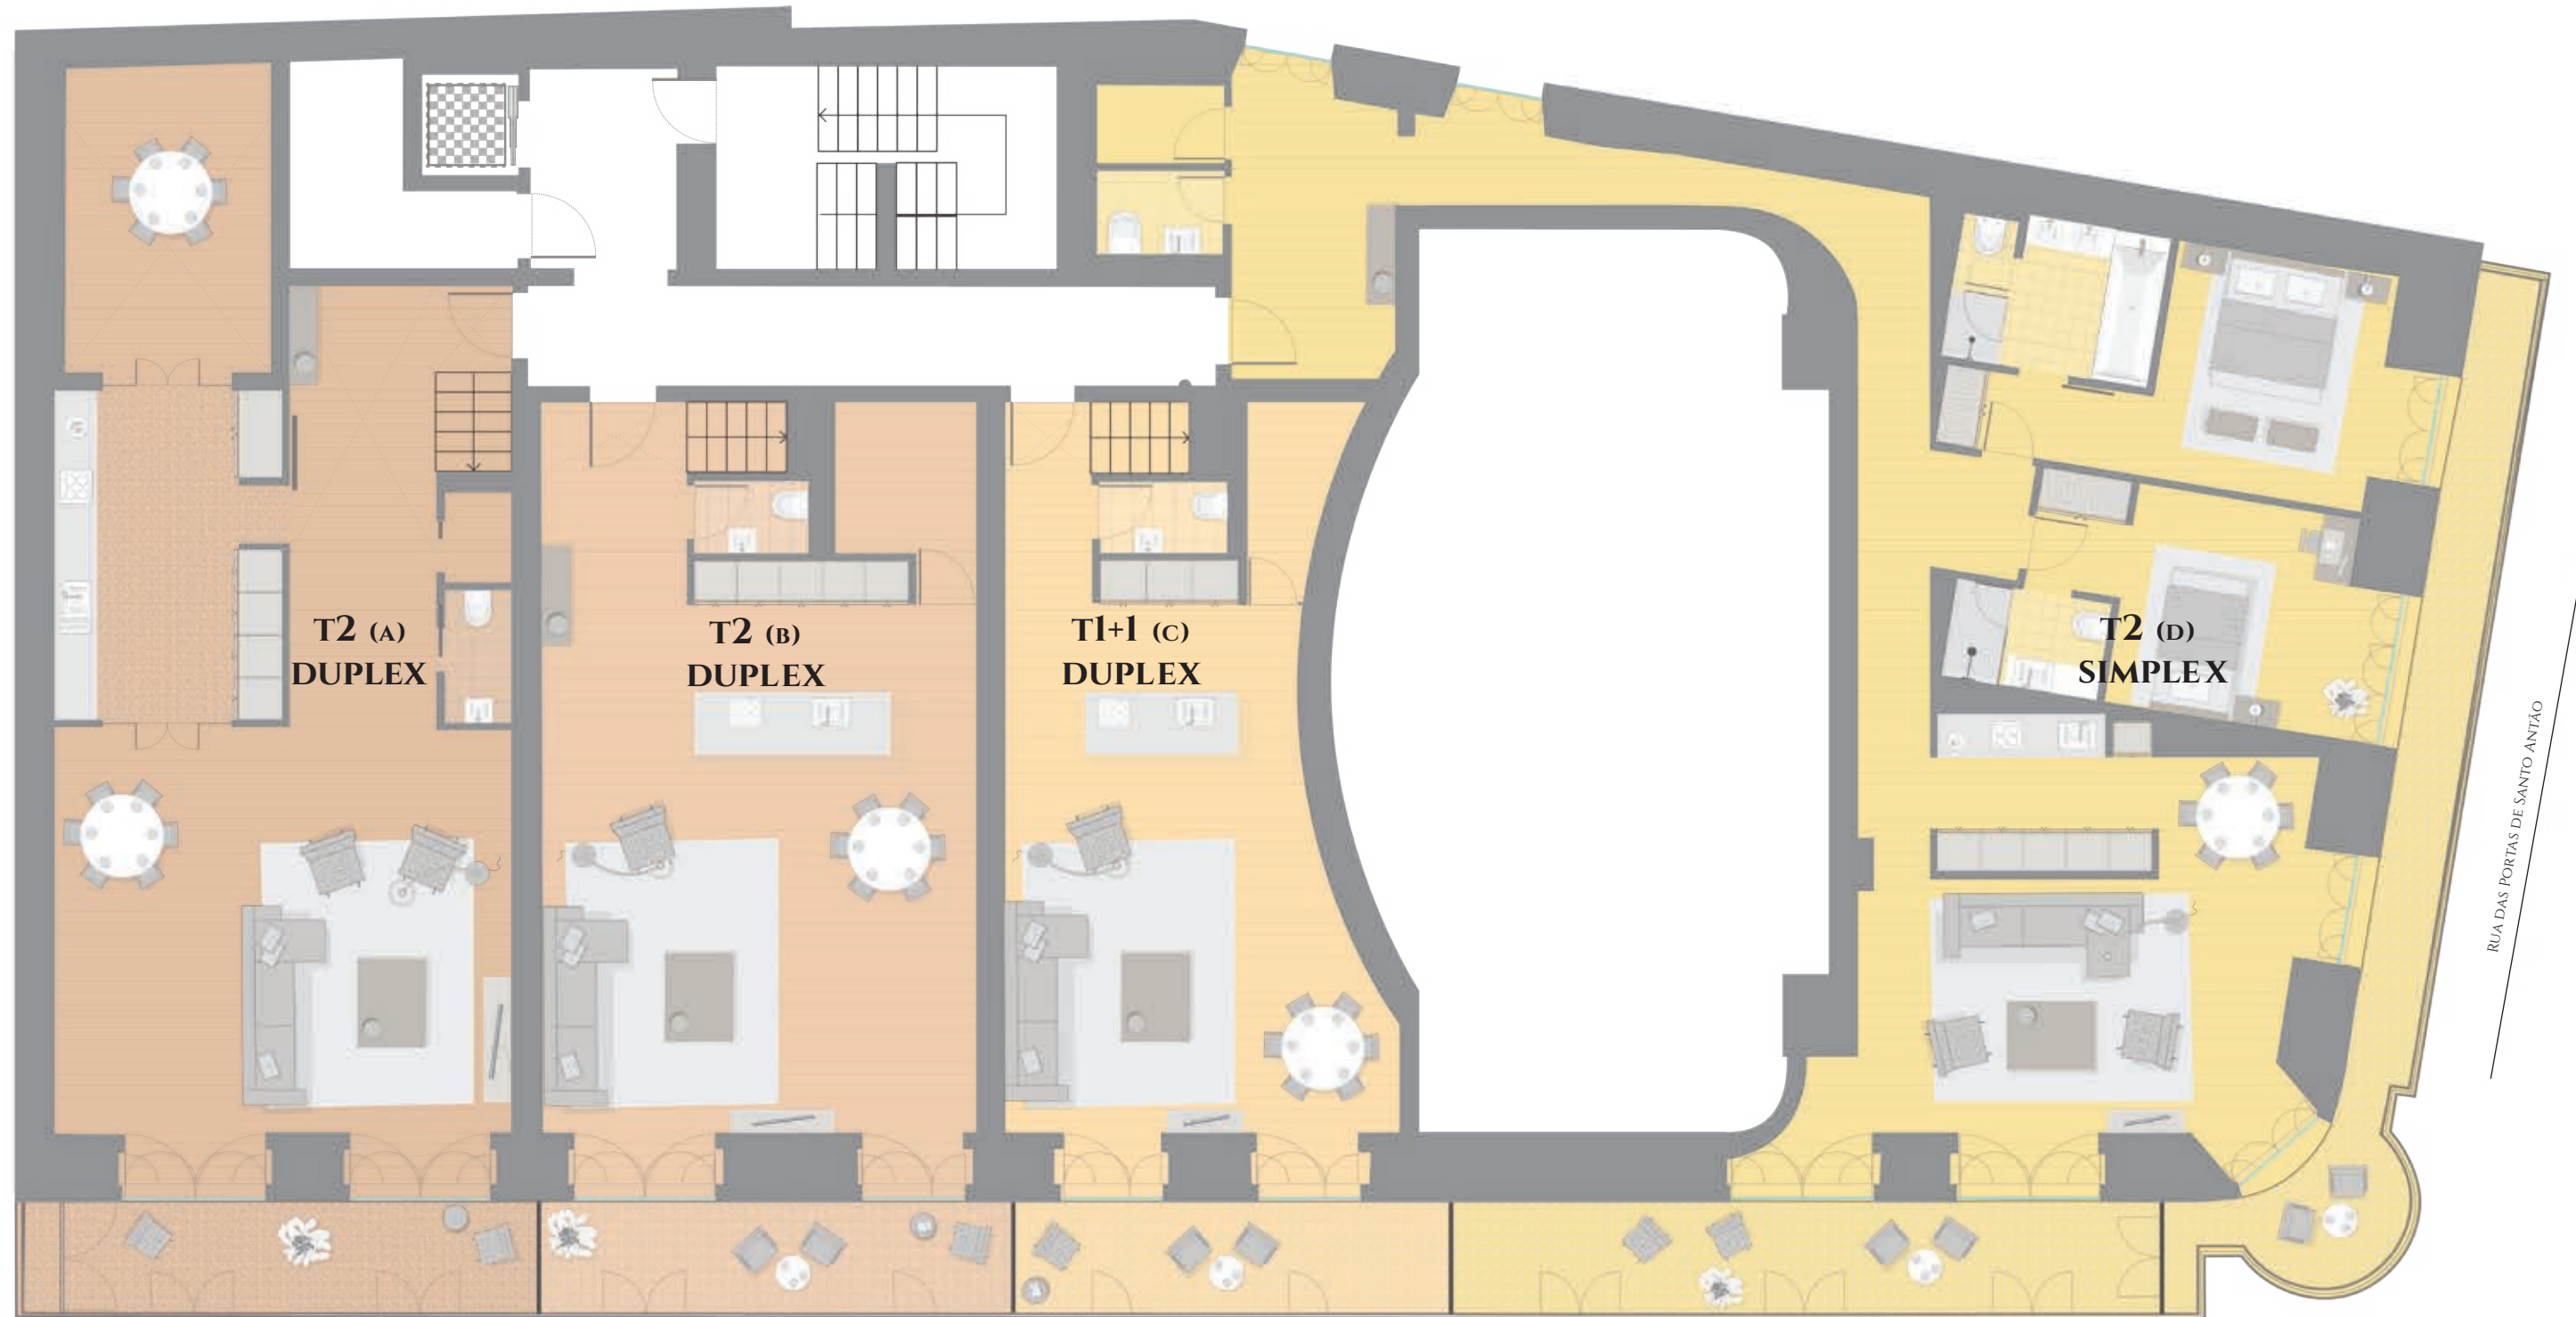 T2 (A)
DUPLEX
T2 (B)
DUPLEX
T1+1 (C)
DUPLEX
T2 (D)
SIMPLEX
RUA DAS PORTAS DE SANTO ANTÃO